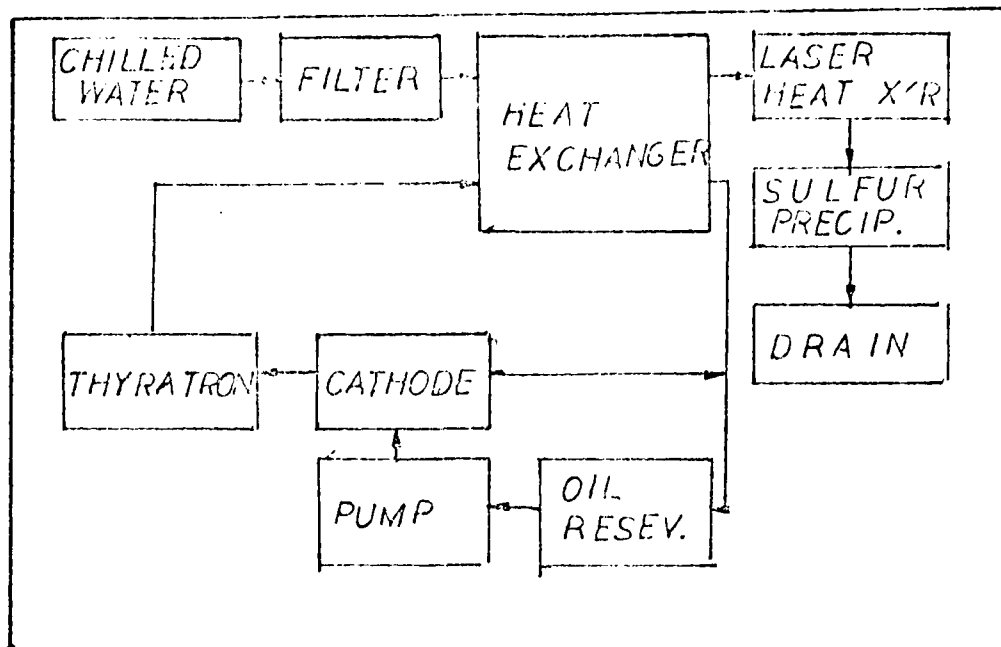 CHILLED
WATER
FILTER
HEAT
EXCHANGER
LASER
HEAT X'R
SULFUR
PRECIP.
DRAIN
THYRATRON
CATHODE
PUMP
OIL
RESEV.